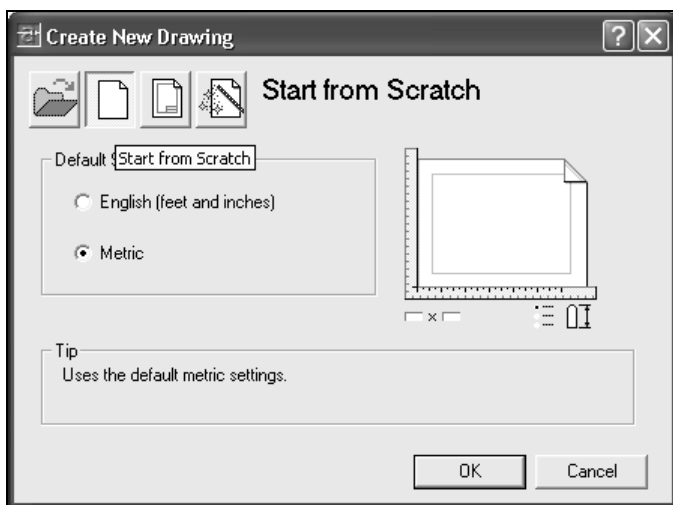 Create New Drawing
Start from Scratch
Default S
Start from Scratch
English (feet and inches)
Metric
Tip
Uses the default metric settings.
OK
Cancel